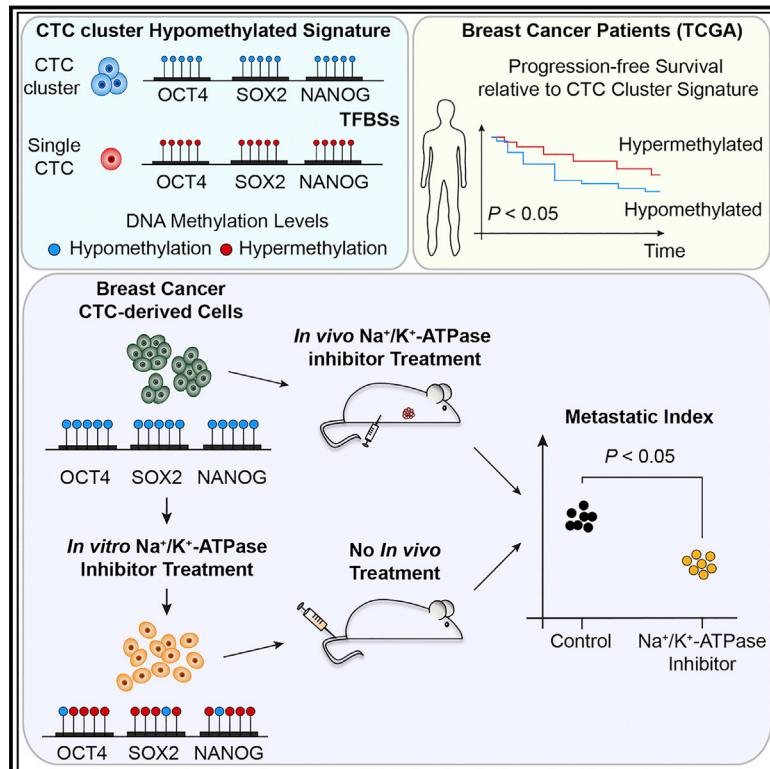 CTC cluster Hypomethylated Signature
CTC
cluster
OCT4 SOX2 NANOG
TFBSs
Single
CTC
OCT4 SOX2 NANOG
DNA Methylation Levels
Hypomethylation Hypermethylation
Breast Cancer Patients (TCGA)
Progression-free Survival
relative to CTC Cluster Signature
Hypermethylated
P < 0.05
Hypomethylated
Time
Breast Cancer
CTC-derived Cells
OCT4 SOX2 NANOG
In vitro Na⁺/K⁺-ATPase
Inhibitor Treatment
OCT4 SOX2 NANOG
In vivo Na⁺/K⁺-ATPase
inhibitor Treatment
No In vivo
Treatment
Metastatic Index
P < 0.05
Control
Na⁺/K⁺-ATPase
Inhibitor